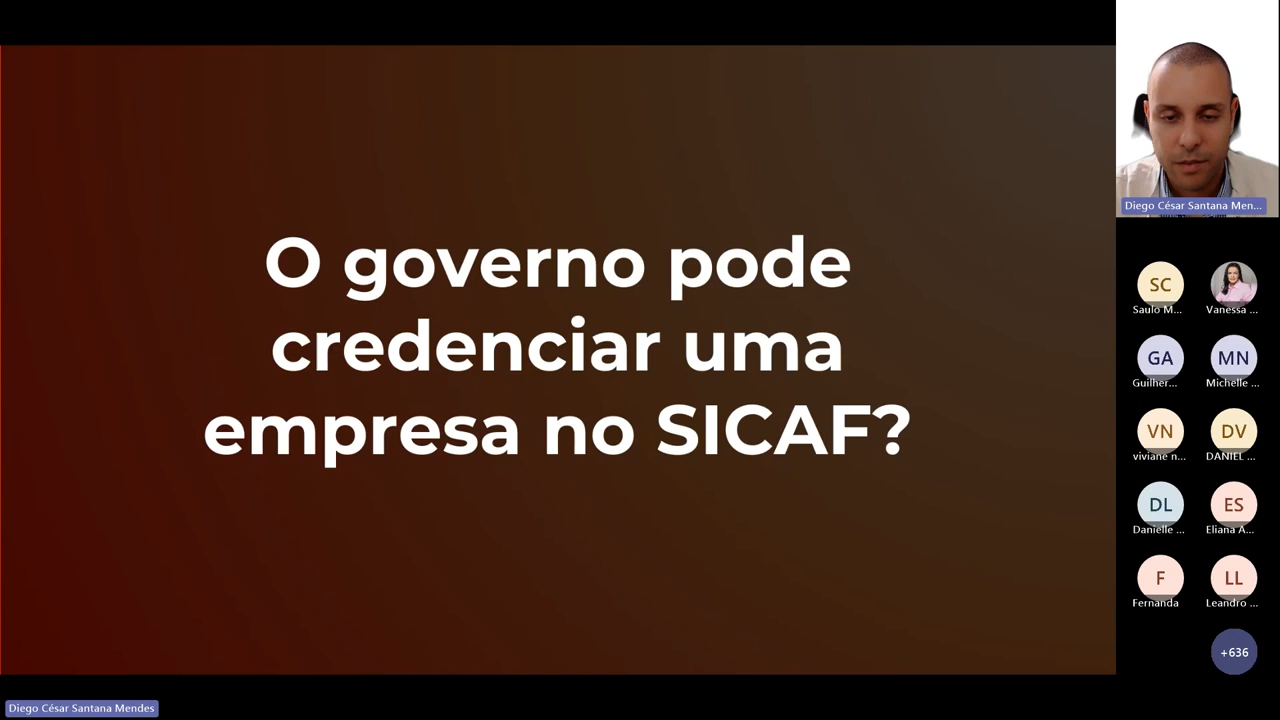 O governo pode
credenciar uma
empresa no SICAF?
Diego César Santana Men...
SC
Saulo M...
Vanessa ...
GA
Guilher...
MN
Michelle ...
VN
viviane n...
DV
DANIEL ...
DL
Danielle ...
ES
Eliana A...
F
Fernanda
LL
Leandro ...
+636
Diego César Santana Mendes